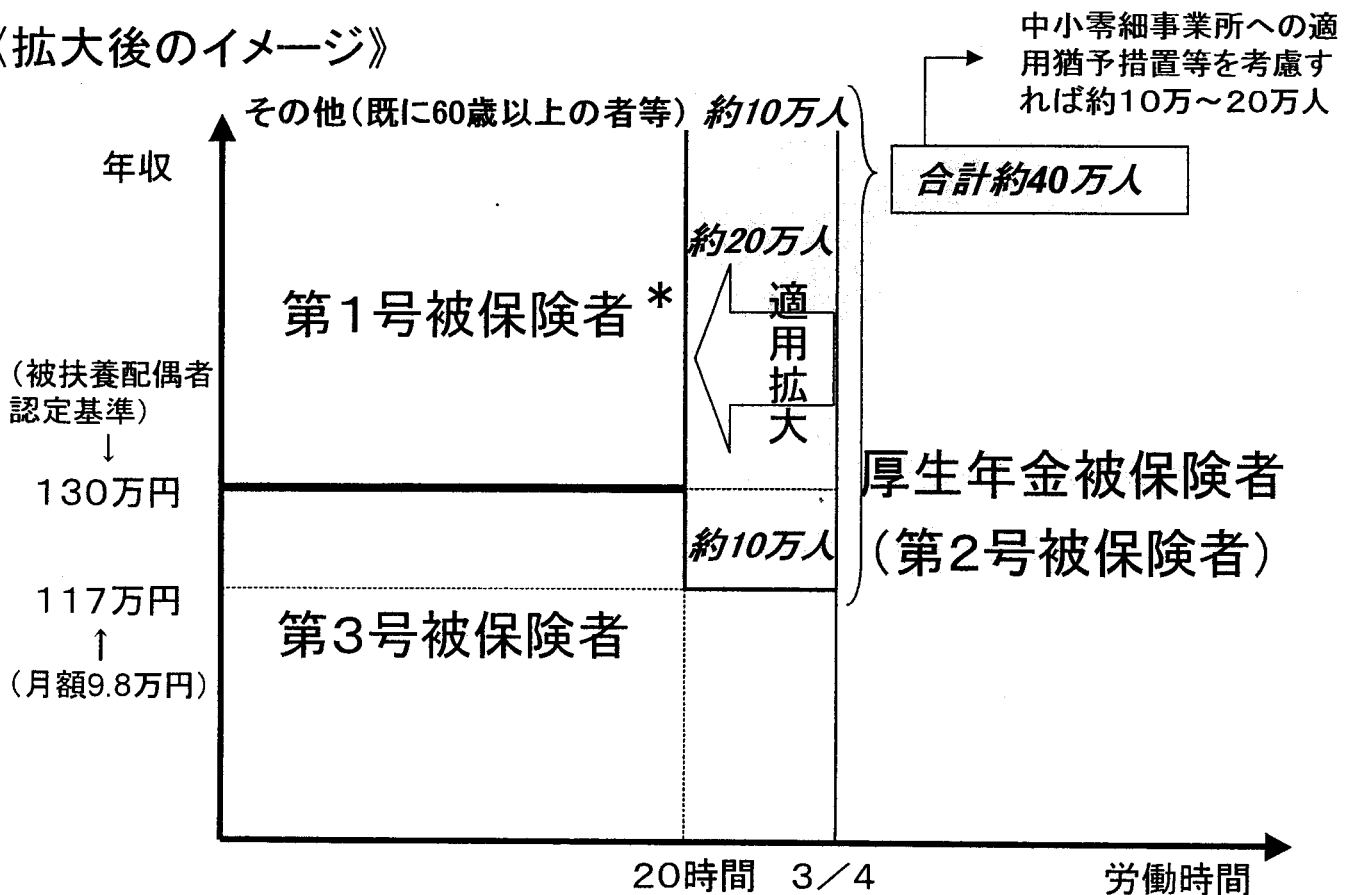 《拡大後のイメージ》
中小零細事業所への適
用猶予措置等を考慮す
れば約10万～20万人
その他（既に60歳以上の者等）約10万人
年収
合計約40万人
約20万人
第１号被保険者＊
適用拡大
（被扶養配偶者
認定基準）
↓
130万円
厚生年金被保険者
（第２号被保険者）
約10万人
117万円
↑
（月額9.8万円）
第３号被保険者
20時間　３／４　労働時間